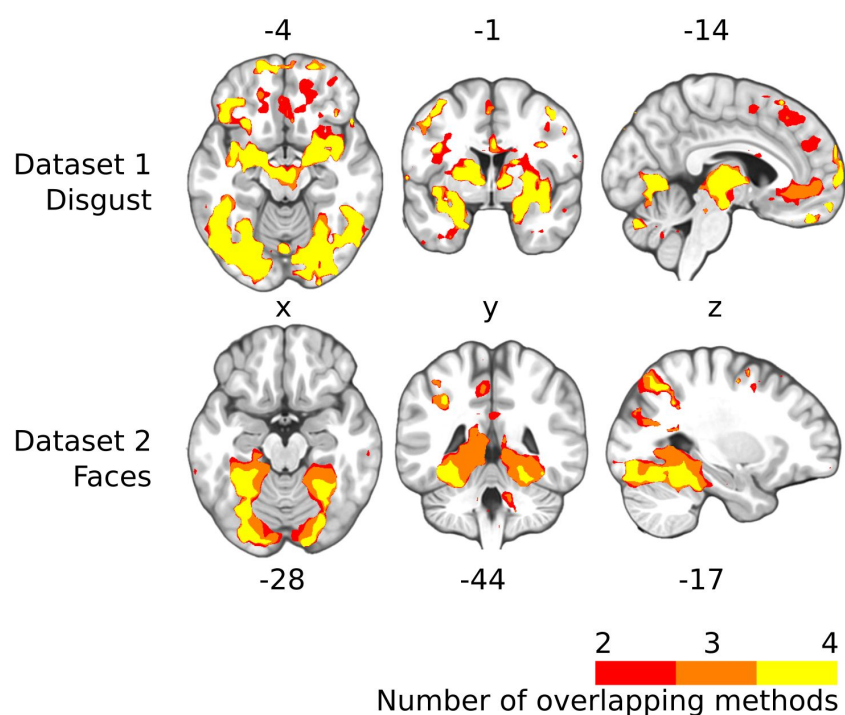 -4 -1 -14
Dataset 1
Disgust
x y z
Dataset 2
Faces
-28 -44 -17
2 3 4
Number of overlapping methods